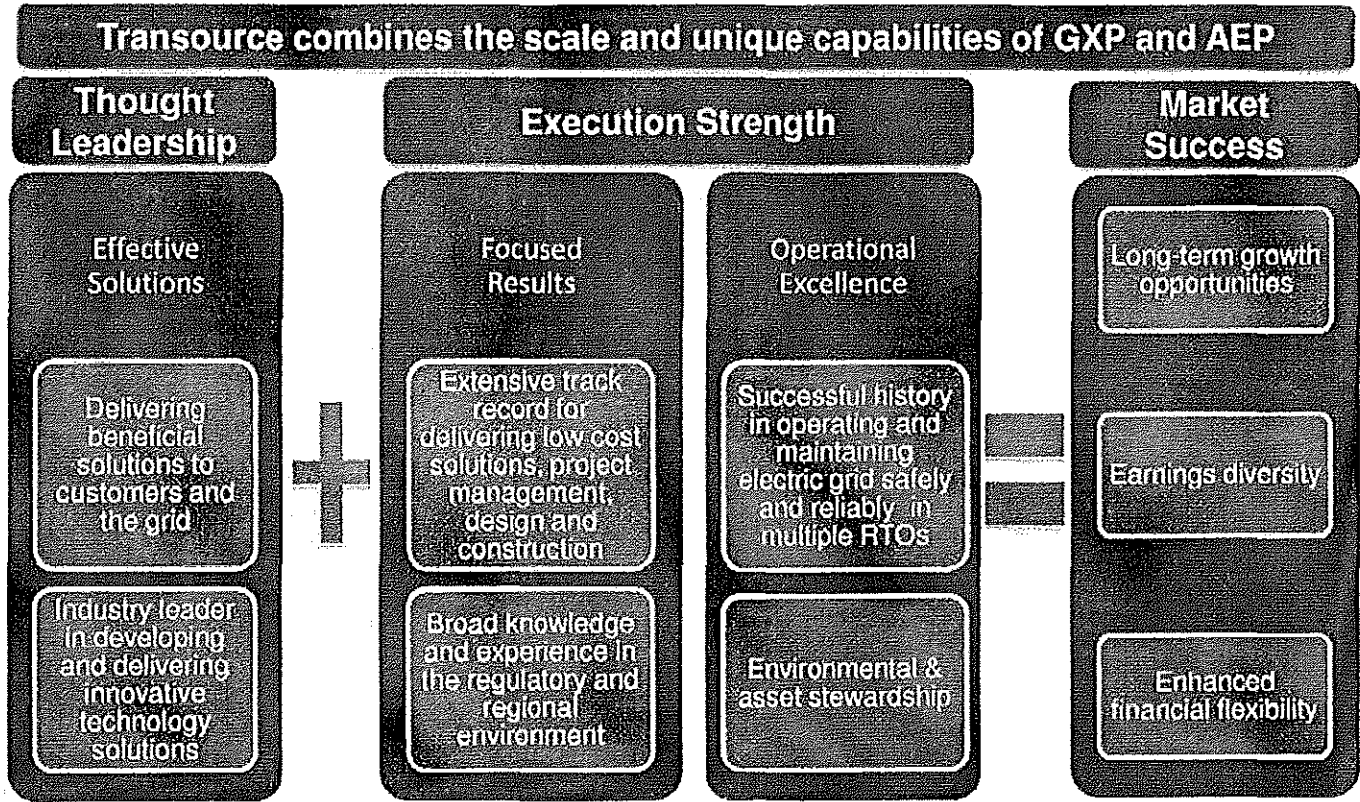 Transource combines the scale and unique capabilities of GXP and AEP
Thought
Leadership
Execution Strength
Market
Success
Effective
Solutions
Delivering
beneficial
solutions to
customers and
the grid
Industry leader
in developing
and delivering
innovative
technology
solutions
Focused
Results
Extensive track
record for
delivering low cost
solutions, project
management,
design and
construction
Broad knowledge
and experience in
the regulatory and
regional
environment
Operational
Excellence
Successful history
in operating and
maintaining
electric grid safely
and reliably in
multiple RTOs
Environmental &
asset stewardship
Long-term growth
opportunities
Earnings diversity
Enhanced
financial flexibility